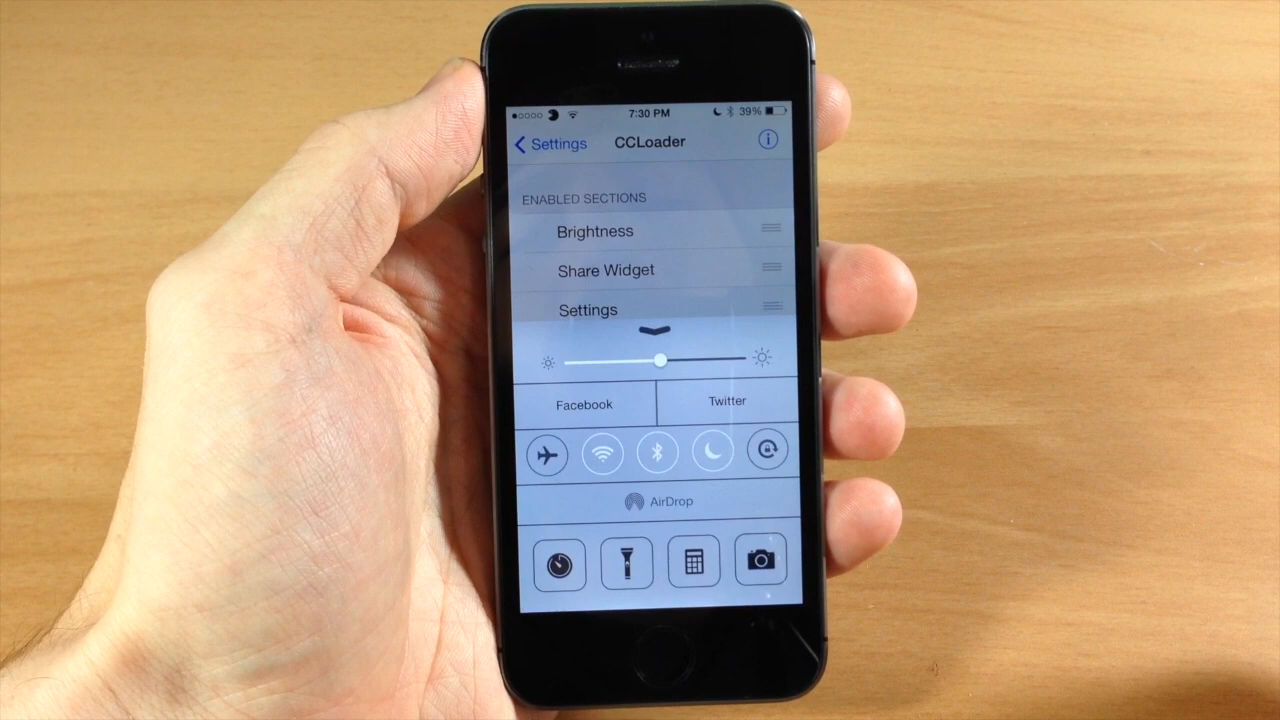 7:30 PM 39%
Settings CCLoader i
ENABLED SECTIONS
Brightness
Share Widget
Settings
Facebook Twitter
AirDrop